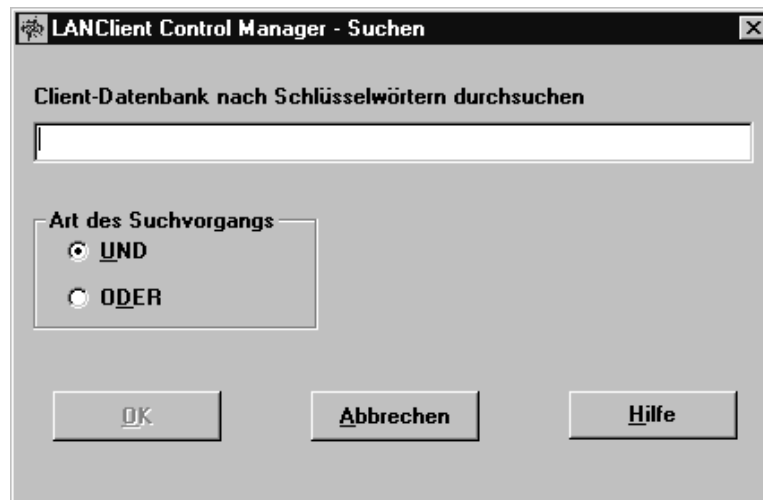 LANClient Control Manager - Suchen
Client-Datenbank nach Schlüsselwörtern durchsuchen
Art des Suchvorgangs
UND
ODER
OK
Abbrechen
Hilfe